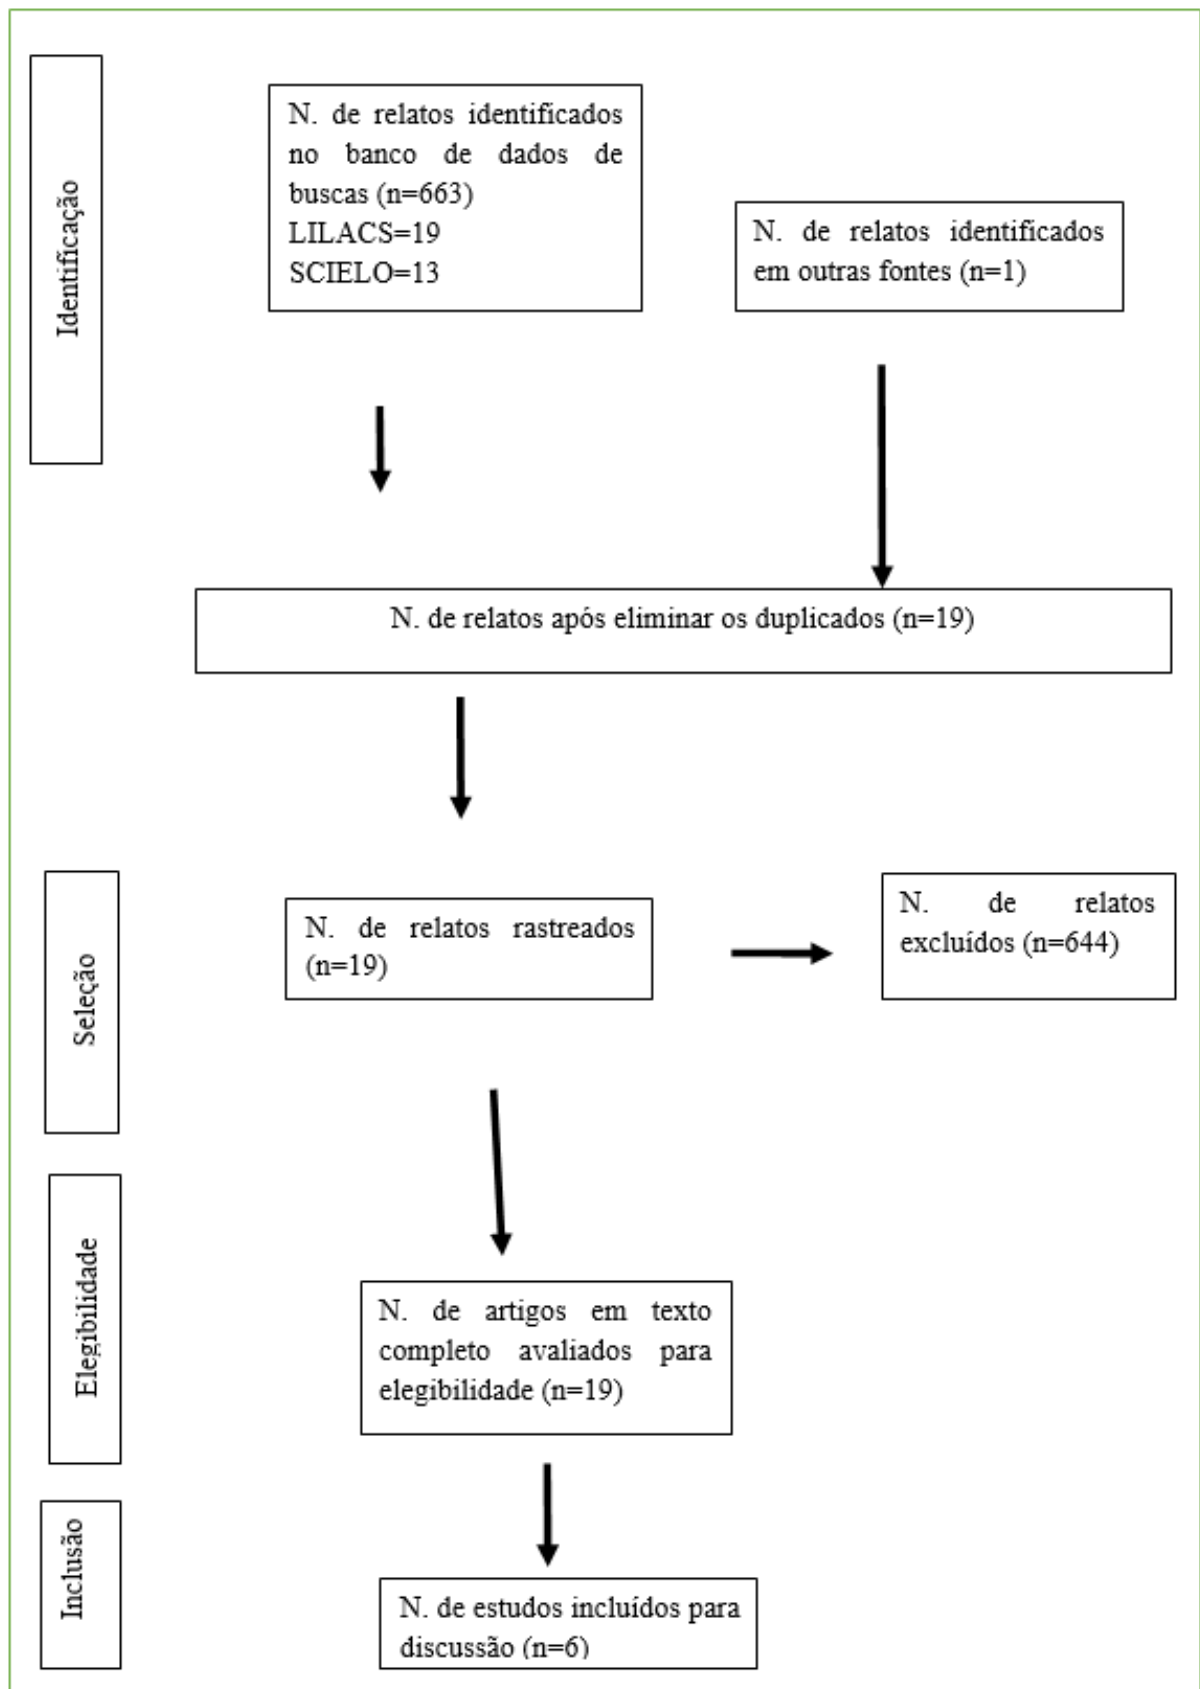 Identificação
N. de relatos identificados
no banco de dados de
buscas (n=663)
LILACS=19
SCIELO=13
N. de relatos identificados
em outras fontes (n=1)
N. de relatos após eliminar os duplicados (n=19)
Seleção
N. de relatos rastreados
(n=19)
N. de relatos
excluídos (n=644)
Elegibilidade
N. de artigos em texto
completo avaliados para
elegibilidade (n=19)
Inclusão
N. de estudos incluídos para
discussão (n=6)